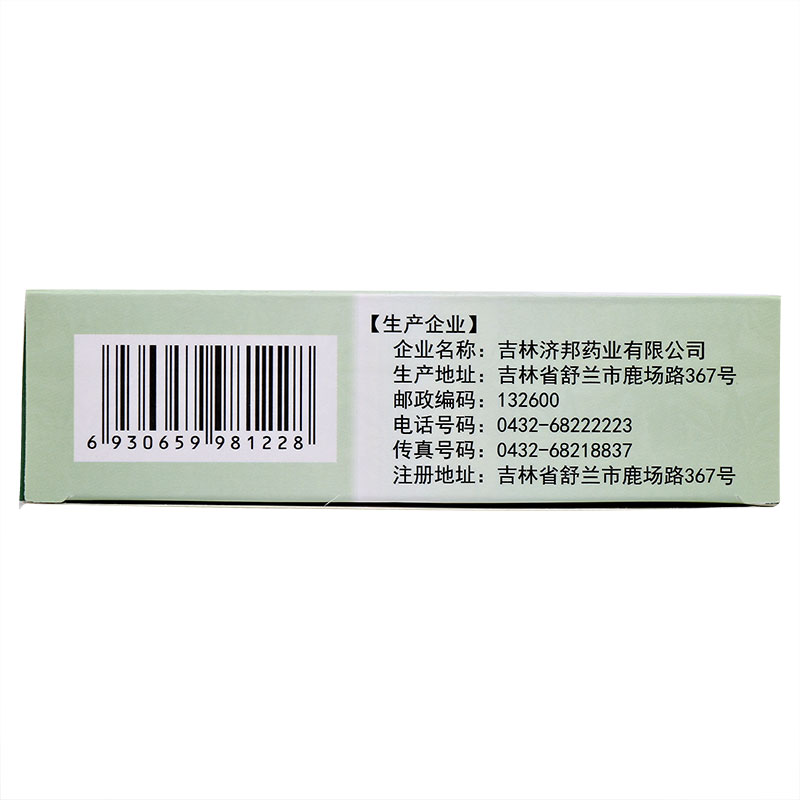 【生产企业】
企业名称：吉林济邦药业有限公司
生产地址：吉林省舒兰市鹿场路367号
邮政编码：132600
电话号码：0432-68222223
传真号码：0432-68218837
注册地址：吉林省舒兰市鹿场路367号
6 930659 981228